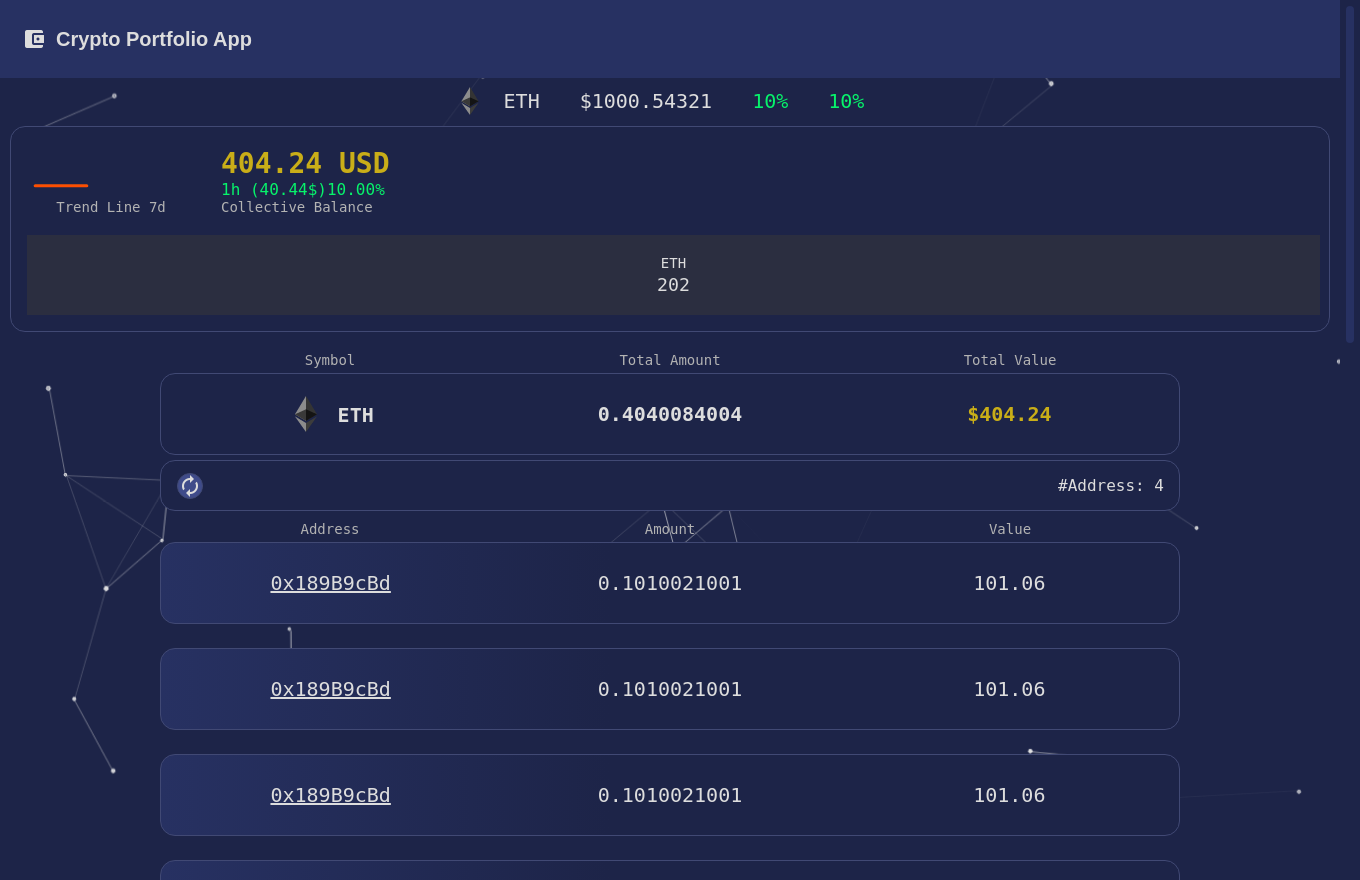 Crypto Portfolio App
ETH $1000.54321 10% 10%
404.24 USD
1h (40.44$)10.00%
Trend Line 7d Collective Balance
ETH
202
Symbol Total Amount Total Value
ETH 0.4040084004 $404.24
#Address: 4
Address Amount Value
0x189B9cBd 0.1010021001 101.06
0x189B9cBd 0.1010021001 101.06
0x189B9cBd 0.1010021001 101.06